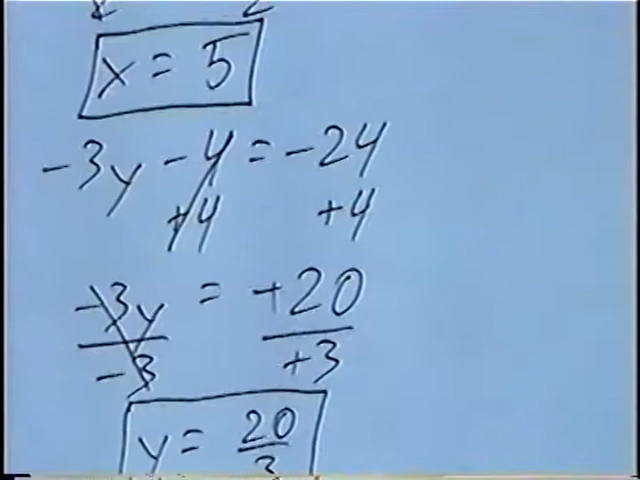 x = 5
-3y - 4 = -24
+4 +4
-3y = +20
-3 +3
y = 20/3